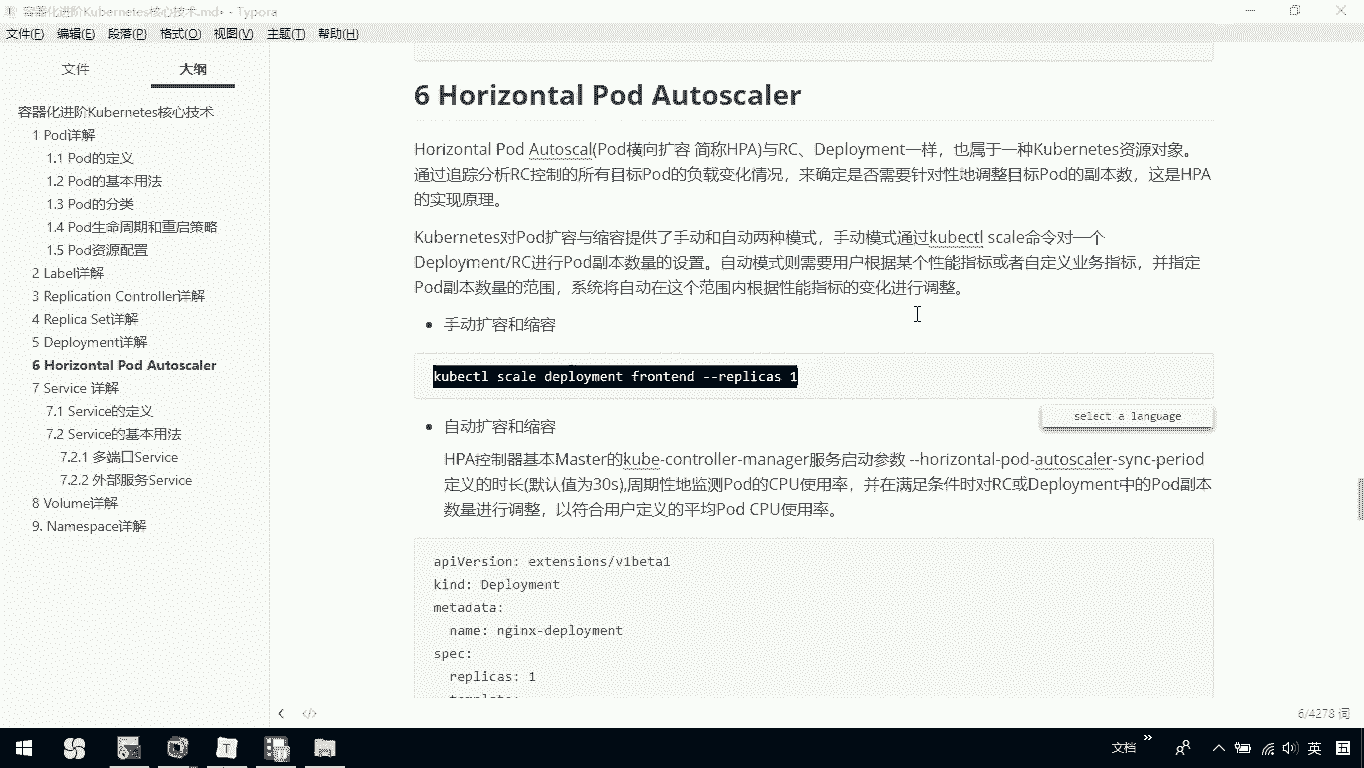 容器化进阶Kubernetes核心技术.md - Typora
文件(F) 编辑(E) 段落(P) 格式(O) 视图(V) 主题(T) 帮助(H)
文件 大纲
容器化进阶Kubernetes核心技术
1 Pod详解
1.1 Pod的定义
1.2 Pod的基本用法
1.3 Pod的分类
1.4 Pod生命周期和重启策略
1.5 Pod资源配置
2 Label详解
3 Replication Controller详解
4 Replica Set详解
5 Deployment详解
6 Horizontal Pod Autoscaler
7 Service 详解
7.1 Service的定义
7.2 Service的基本用法
7.2.1 多端口Service
7.2.2 外部服务Service
8 Volume详解
9. Namespace详解
6 Horizontal Pod Autoscaler
Horizontal Pod Autoscal(Pod横向扩容 简称HPA)与RC、Deployment一样，也属于一种Kubernetes资源对象。
通过追踪分析RC控制的所有目标Pod的负载变化情况，来确定是否需要针对性地调整目标Pod的副本数，这是HPA
的实现原理。
Kubernetes对Pod扩容与缩容提供了手动和自动两种模式，手动模式通过kubectl scale命令对一个
Deployment/RC进行Pod副本数量的设置。自动模式则需要用户根据某个性能指标或者自定义业务指标，并指定
Pod副本数量的范围，系统将自动在这个范围内根据性能指标的变化进行调整。
手动扩容和缩容
kubectl scale deployment frontend --replicas 1
select a language
自动扩容和缩容
HPA控制器基本Master的kube-controller-manager服务启动参数 --horizontal-pod-autoscaler-sync-period
定义的时长(默认值为30s),周期性地监测Pod的CPU使用率，并在满足条件时对RC或Deployment中的Pod副本
数量进行调整，以符合用户定义的平均Pod CPU使用率。
apiVersion: extensions/v1beta1
kind: Deployment
metadata:
name: nginx-deployment
spec:
replicas: 1
template:
6/4278 词
文档 英